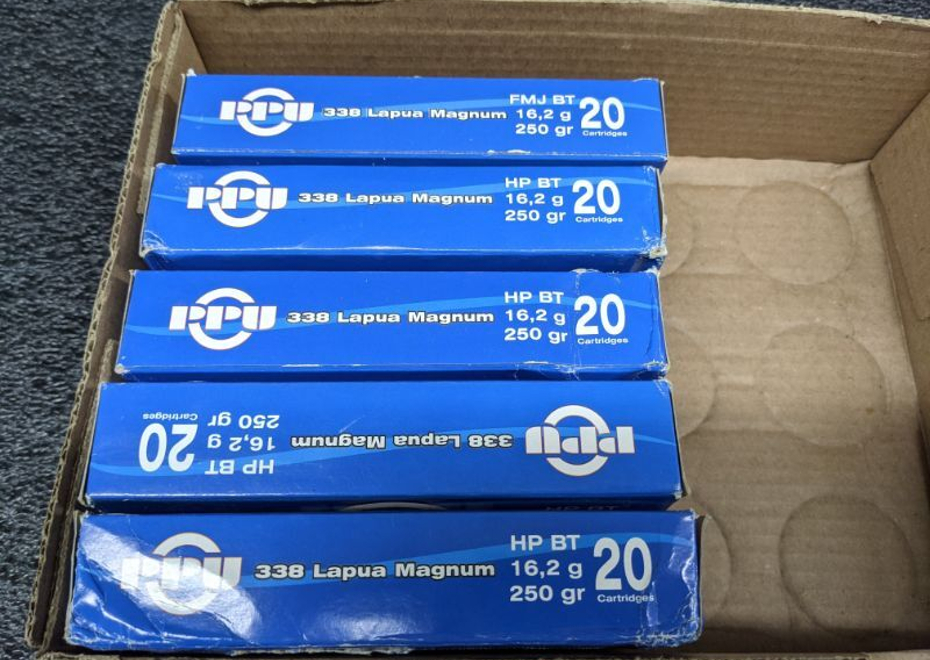 PPU 338 Lapua Magnum FMJ BT 16,2 g 250 gr 20 Cartridges
PPU 338 Lapua Magnum HP BT 16,2 g 250 gr 20 Cartridges
PPU 338 Lapua Magnum HP BT 16,2 g 250 gr 20 Cartridges
PPU 338 Lapua Magnum HP BT 16,2 g 250 gr 20 Cartridges
HP BT
PPU 338 Lapua Magnum HP BT 16,2 g 250 gr 20 Cartridges